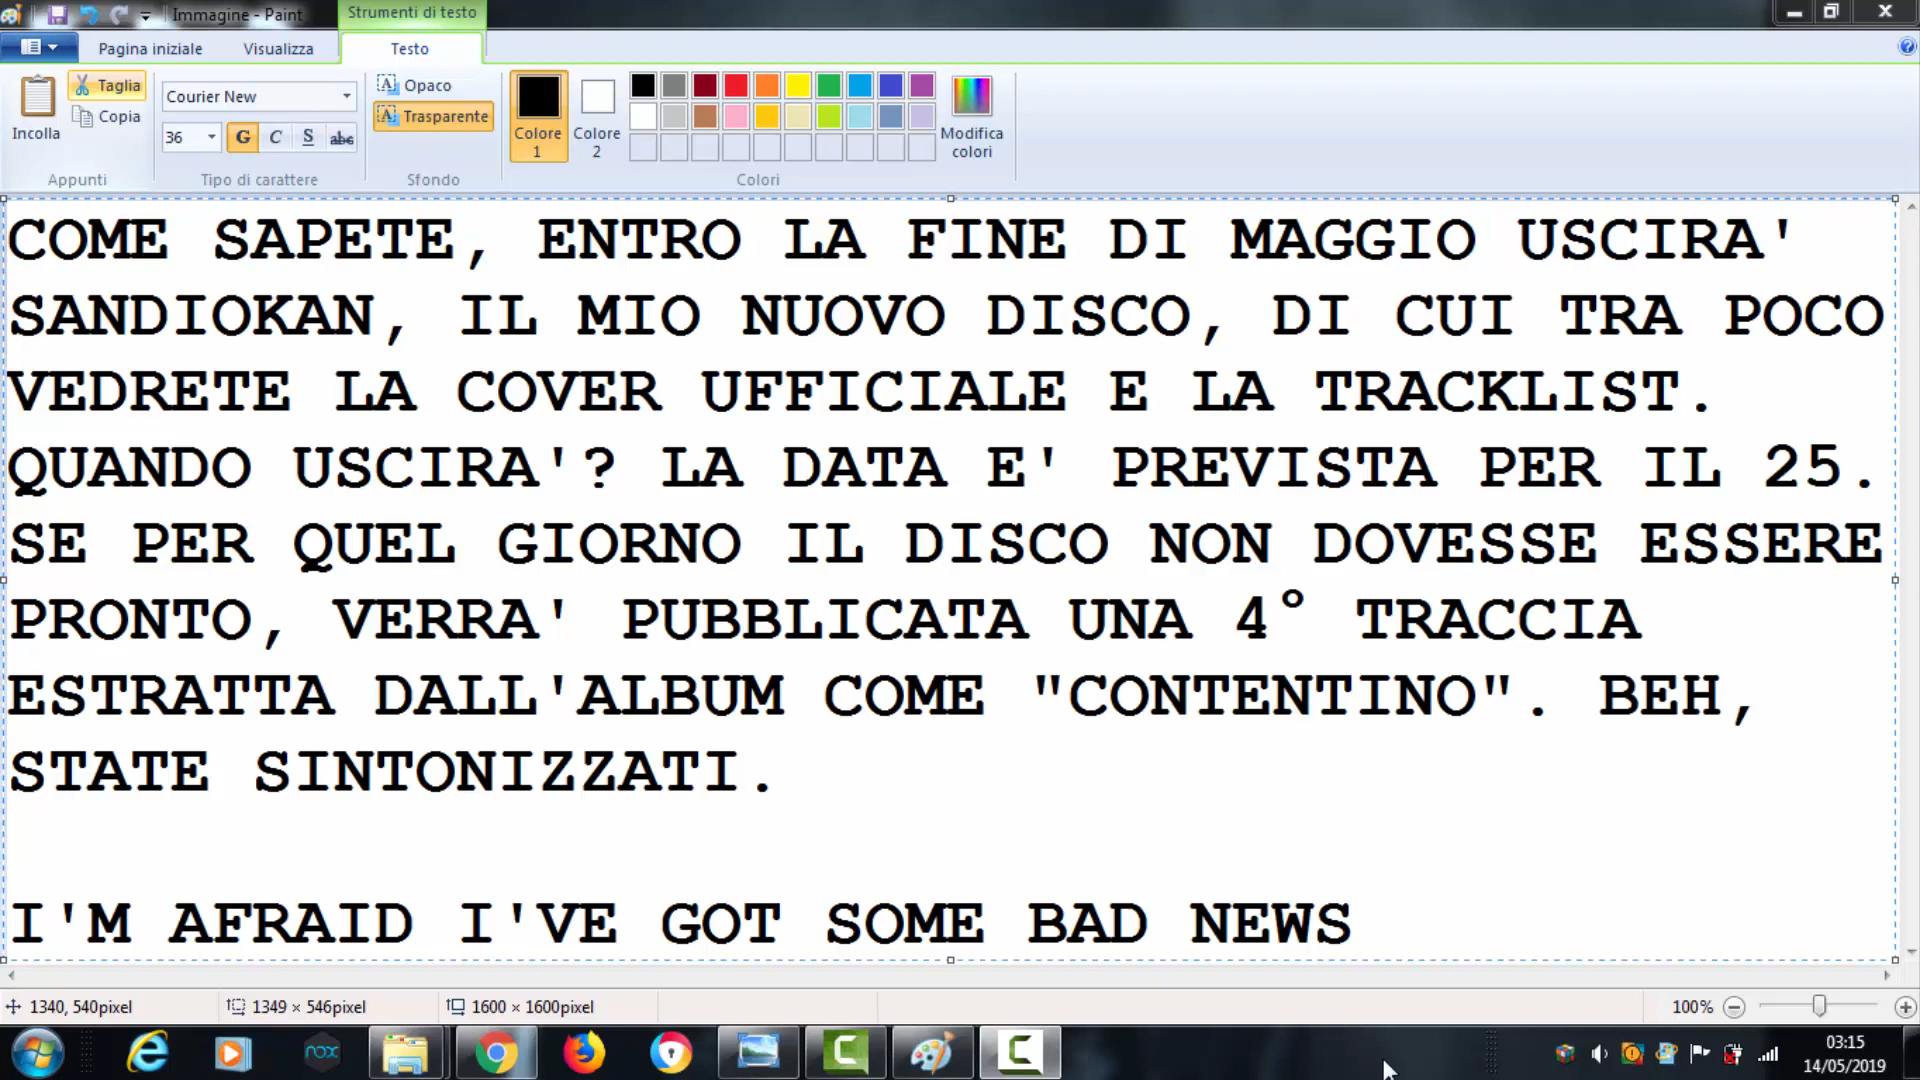 Immagine - Paint
Strumenti di testo
Pagina iniziale
Visualizza
Testo
Incolla
Taglia
Copia
Appunti
Courier New
36
G C S abc
Tipo di carattere
Opaco
Trasparente
Sfondo
Colore 1
Colore 2
Modifica colori
Colori
COME SAPETE, ENTRO LA FINE DI MAGGIO USCIRA'
SANDIOKAN, IL MIO NUOVO DISCO, DI CUI TRA POCO
VEDRETE LA COVER UFFICIALE E LA TRACKLIST.
QUANDO USCIRA'? LA DATA E' PREVISTA PER IL 25.
SE PER QUEL GIORNO IL DISCO NON DOVESSE ESSERE
PRONTO, VERRA' PUBBLICATA UNA 4° TRACCIA
ESTRATTA DALL'ALBUM COME "CONTENTINO". BEH,
STATE SINTONIZZATI.
I'M AFRAID I'VE GOT SOME BAD NEWS
1340, 540pixel
1349 × 546pixel
1600 × 1600pixel
100%
nox
03:15
14/05/2019